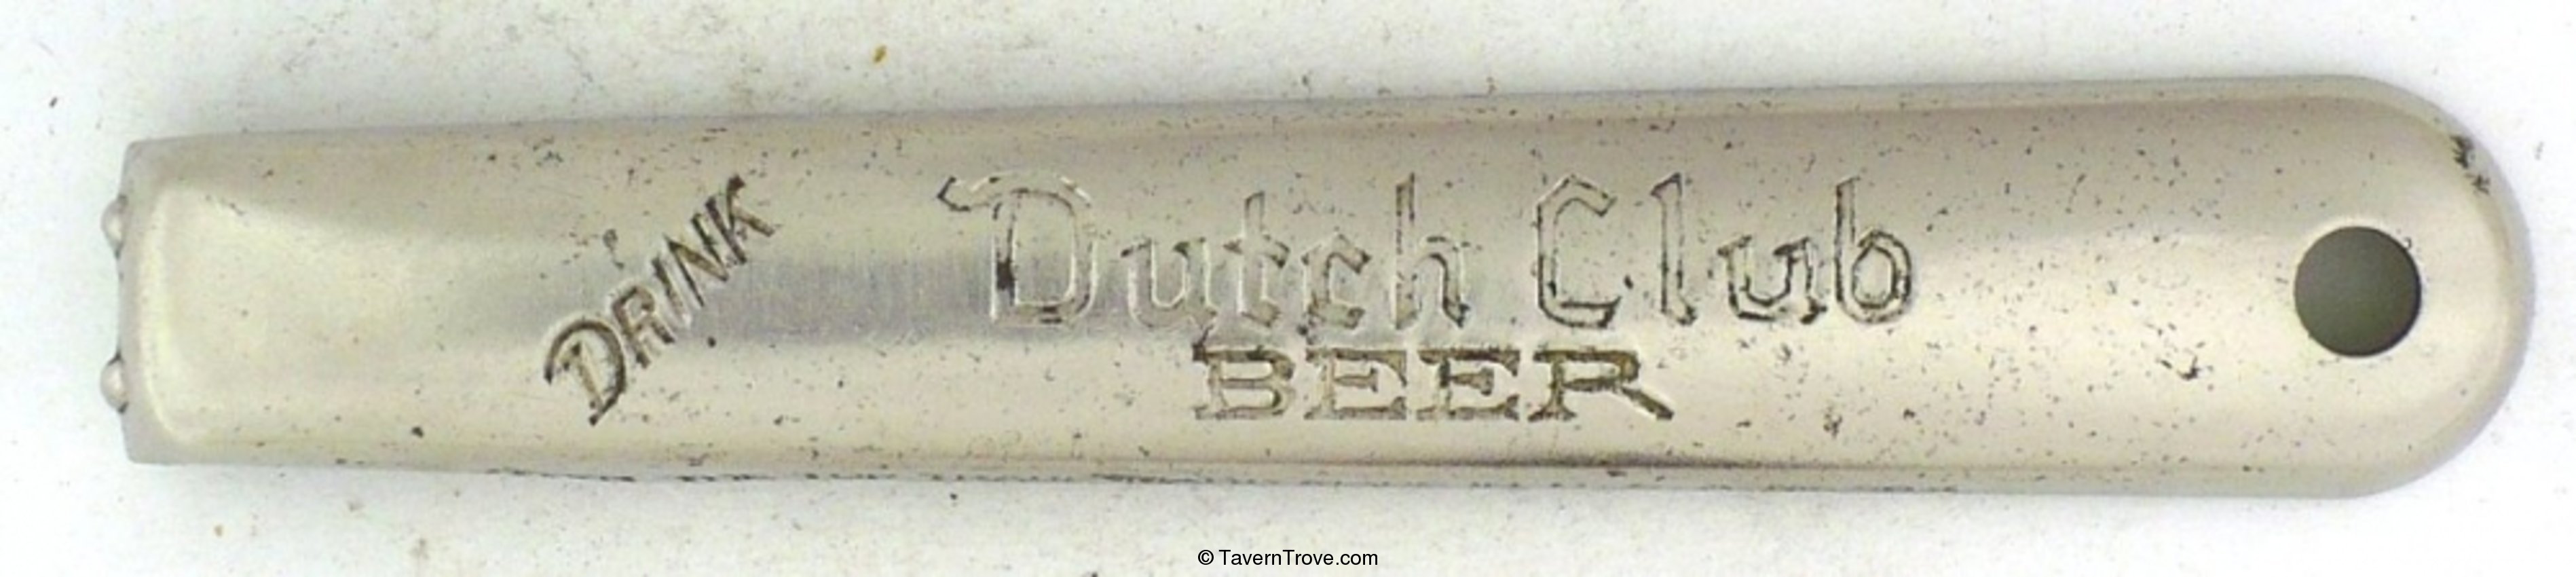 DRINK
Dutch Club
BEER
© TavernTrove.com